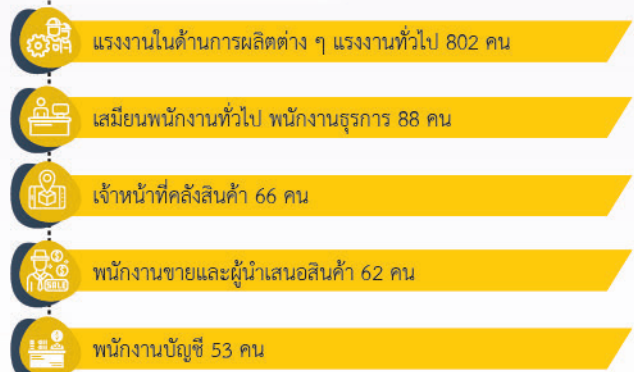 แรงงานในด้านการผลิตต่าง ๆ แรงงานทั่วไป 802 คน
เสมียนพนักงานทั่วไป พนักงานธุรการ 88 คน
เจ้าหน้าที่คลังสินค้า 66 คน
พนักงานขายและผู้นำเสนอสินค้า 62 คน
SALE
พนักงานบัญชี 53 คน